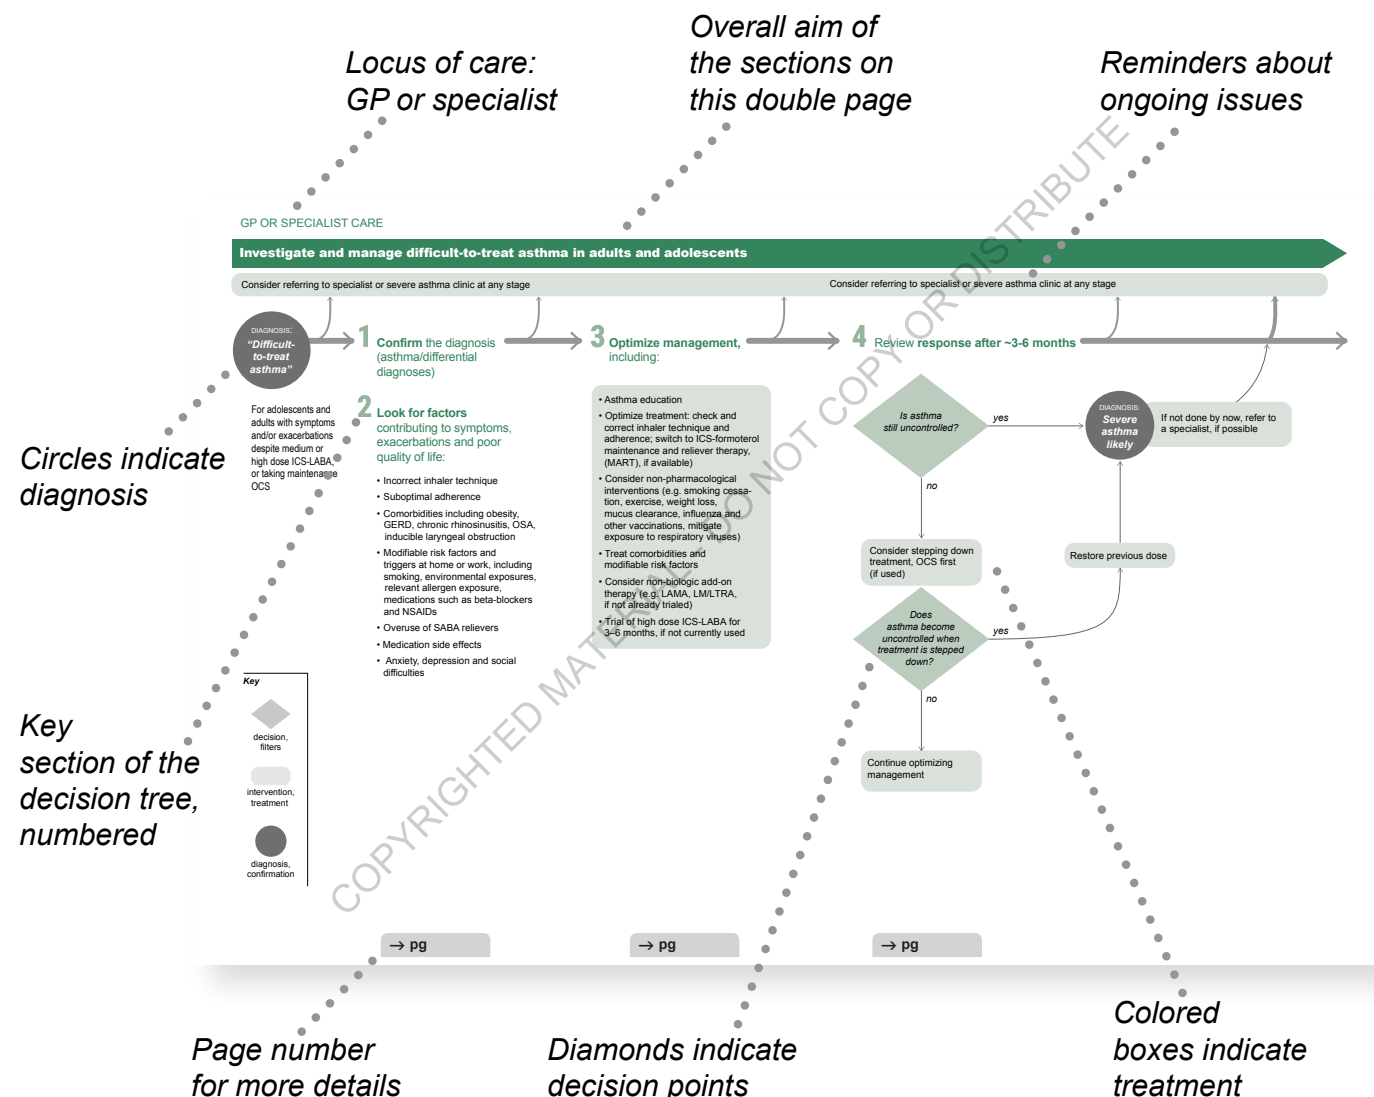 Locus of care:
GP or specialist
Overall aim of
the sections on
this double page
Reminders about
ongoing issues
GP OR SPECIALIST CARE
Investigate and manage difficult-to-treat asthma in adults and adolescents
Consider referring to specialist or severe asthma clinic at any stage
Consider referring to specialist or severe asthma clinic at any stage
DIAGNOSIS:
“Difficult-
to-treat
asthma”
For adolescents and
adults with symptoms
and/or exacerbations
despite medium or
high dose ICS-LABA,
or taking maintenance
OCS
1 Confirm the diagnosis
(asthma/differential
diagnoses)
2 Look for factors
contributing to symptoms,
exacerbations and poor
quality of life:
• Incorrect inhaler technique
• Suboptimal adherence
• Comorbidities including obesity,
GERD, chronic rhinosinusitis, OSA,
inducible laryngeal obstruction
• Modifiable risk factors and
triggers at home or work, including
smoking, environmental exposures,
relevant allergen exposure,
medications such as beta-blockers
and NSAIDs
• Overuse of SABA relievers
• Medication side effects
• Anxiety, depression and social
difficulties
3 Optimize management,
including:
• Asthma education
• Optimize treatment: check and
correct inhaler technique and
adherence; switch to ICS-formoterol
maintenance and reliever therapy,
(MART), if available)
• Consider non-pharmacological
interventions (e.g. smoking cessa-
tion, exercise, weight loss,
mucus clearance, influenza and
other vaccinations, mitigate
exposure to respiratory viruses)
• Treat comorbidities and
modifiable risk factors
• Consider non-biologic add-on
therapy (e.g. LAMA, LM/LTRA,
if not already trialed)
• Trial of high dose ICS-LABA for
3–6 months, if not currently used
4 Review response after ~3-6 months
Is asthma
still uncontrolled?
yes
DIAGNOSIS:
Severe
asthma
likely
If not done by now, refer to
a specialist, if possible
no
Consider stepping down
treatment, OCS first
(if used)
Restore previous dose
Does
asthma become
uncontrolled when
treatment is stepped
down?
yes
no
Continue optimizing
management
Key
decision,
filters
intervention,
treatment
diagnosis,
confirmation
→ pg
→ pg
→ pg
COPYRIGHTED MATERIAL - DO NOT COPY OR DISTRIBUTE
Circles indicate
diagnosis
Key
section of the
decision tree,
numbered
Page number
for more details
Diamonds indicate
decision points
Colored
boxes indicate
treatment